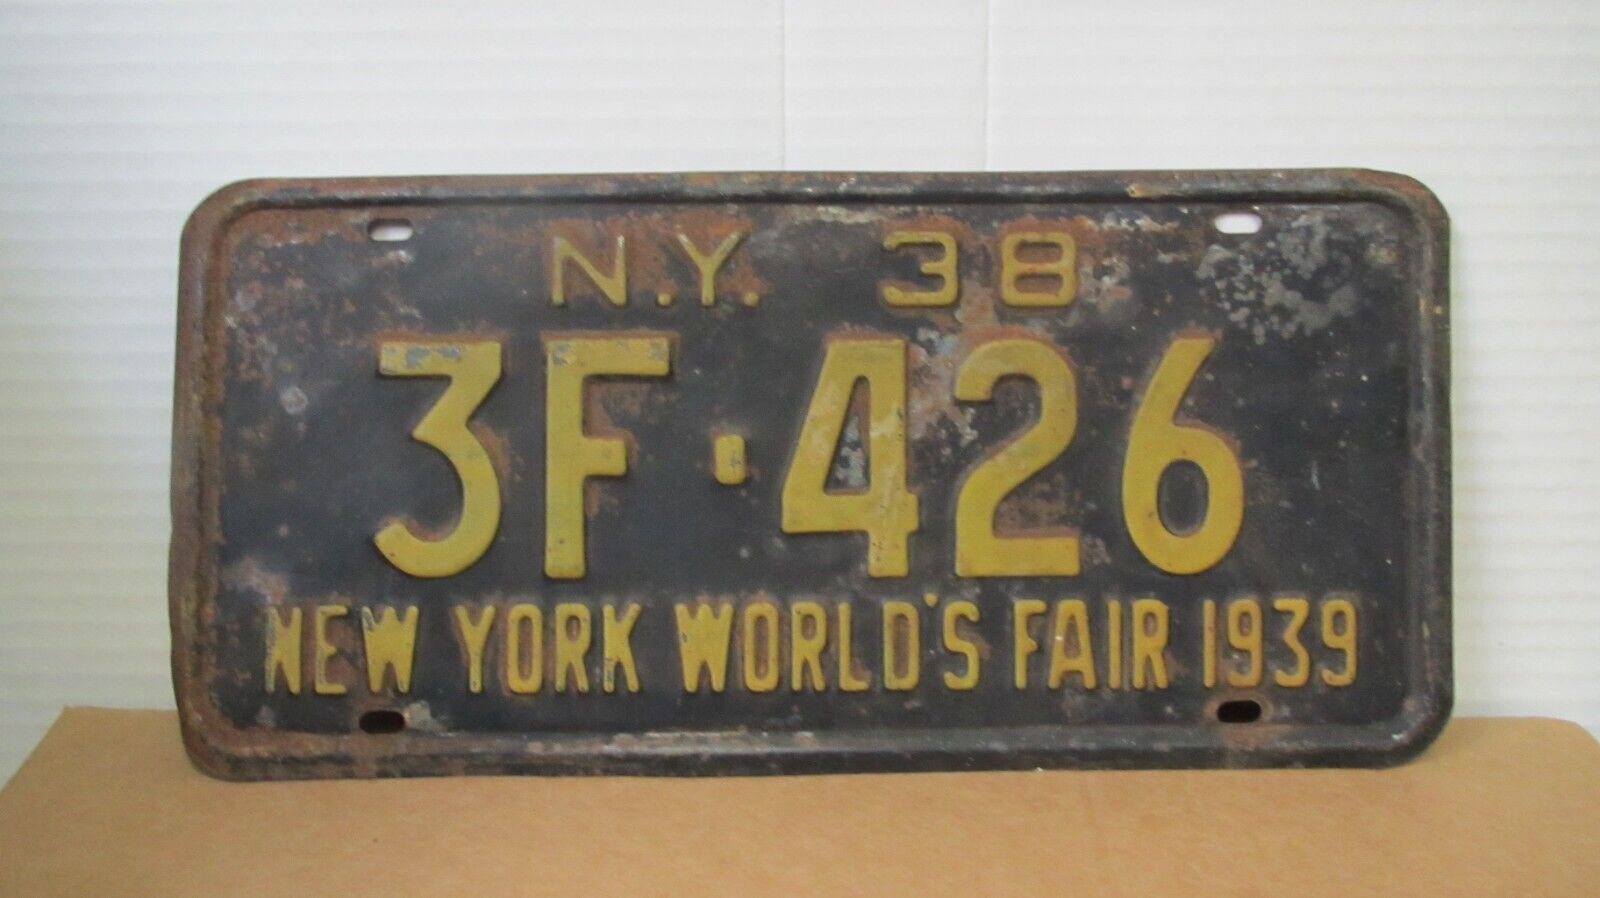 N.Y. 38
3F·426
NEW YORK WORLD'S FAIR 1939